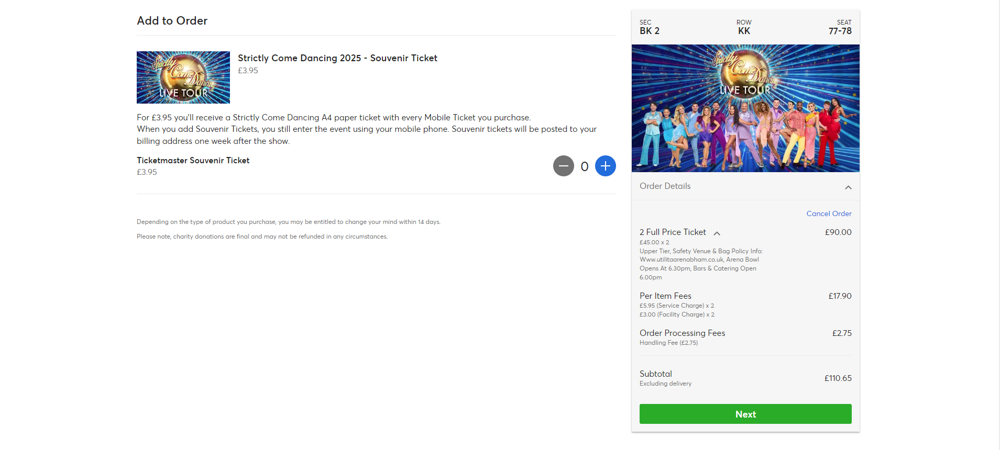 Add to Order
Strictly Come Dancing 2025 - Souvenir Ticket
£3.95
Strictly
Come
Dancing
LIVE TOUR
For £3.95 you'll receive a Strictly Come Dancing A4 paper ticket with every Mobile Ticket you purchase.
When you add Souvenir Tickets, you still enter the event using your mobile phone. Souvenir tickets will be posted to your
billing address one week after the show.
Ticketmaster Souvenir Ticket
£3.95
0
Depending on the type of product you purchase, you may be entitled to change your mind within 14 days.
Please note, charity donations are final and may not be refunded in any circumstances.
SEC ROW SEAT
BK 2 KK 77-78
Strictly
Come
Dancing
LIVE TOUR
Order Details
Cancel Order
2 Full Price Ticket £90.00
£45.00 x 2
Upper Tier, Safety Venue & Bag Policy Info:
Www.utilitaarenabham.co.uk, Arena Bowl
Opens At 6.30pm, Bars & Catering Open
6.00pm
Per Item Fees £17.90
£5.95 (Service Charge) x 2
£3.00 (Facility Charge) x 2
Order Processing Fees £2.75
Handling Fee (£2.75)
Subtotal £110.65
Excluding delivery
Next